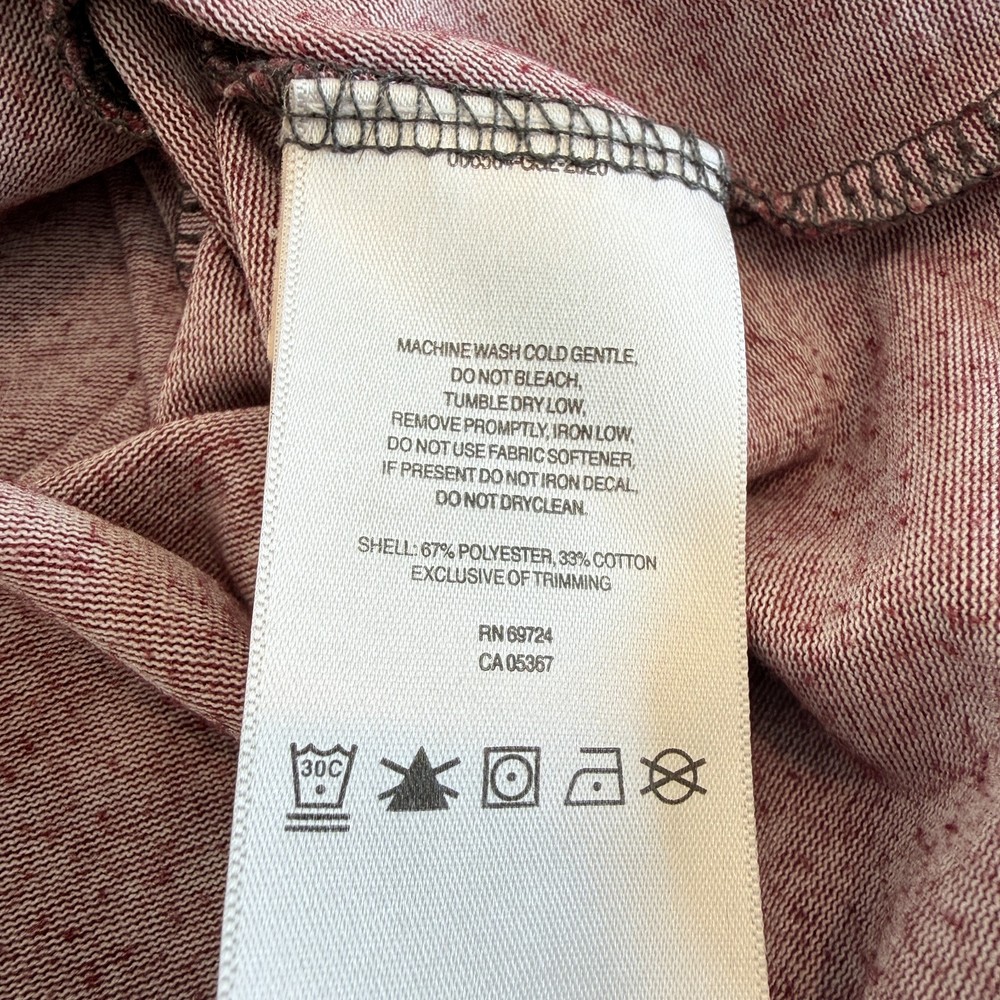 MACHINE WASH COLD GENTLE,
DO NOT BLEACH,
TUMBLE DRY LOW,
REMOVE PROMPTLY, IRON LOW,
DO NOT USE FABRIC SOFTENER,
IF PRESENT DO NOT IRON DECAL,
DO NOT DRYCLEAN.
SHELL: 67% POLYESTER, 33% COTTON
EXCLUSIVE OF TRIMMING
RN 69724
CA 05367
30C